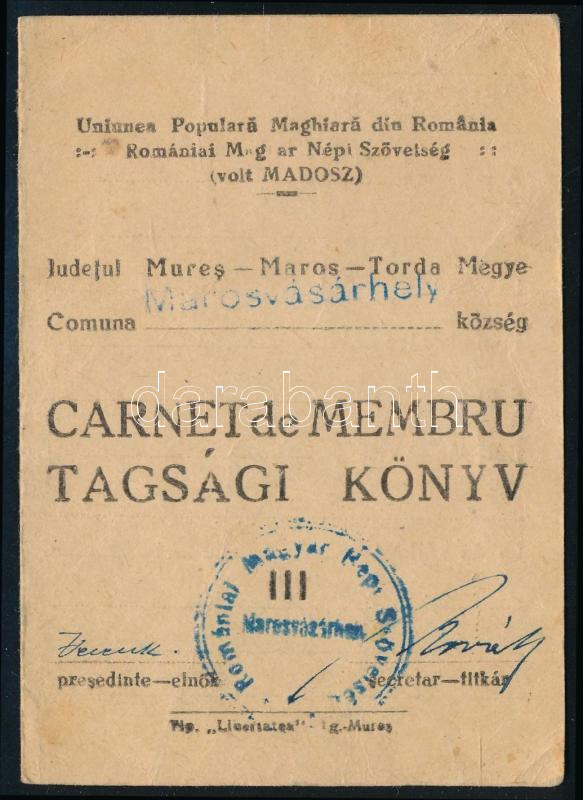 Uniunea Populară Maghiară din România
:-: Romániai Mag ar Népi Szövetség ::
(volt MADOSZ)
Județul Mureș — Maros — Torda Megye
Marosvásárhely
Comuna község
darabanth
CARNET de MEMBRU
TAGSÁGI KÖNYV
Romániai Magyar Népi Szövetség
III
Marosvásárhely
președinte—elnök secretar—titkár
Tip. „Libertatea" - Tg.-Mureș